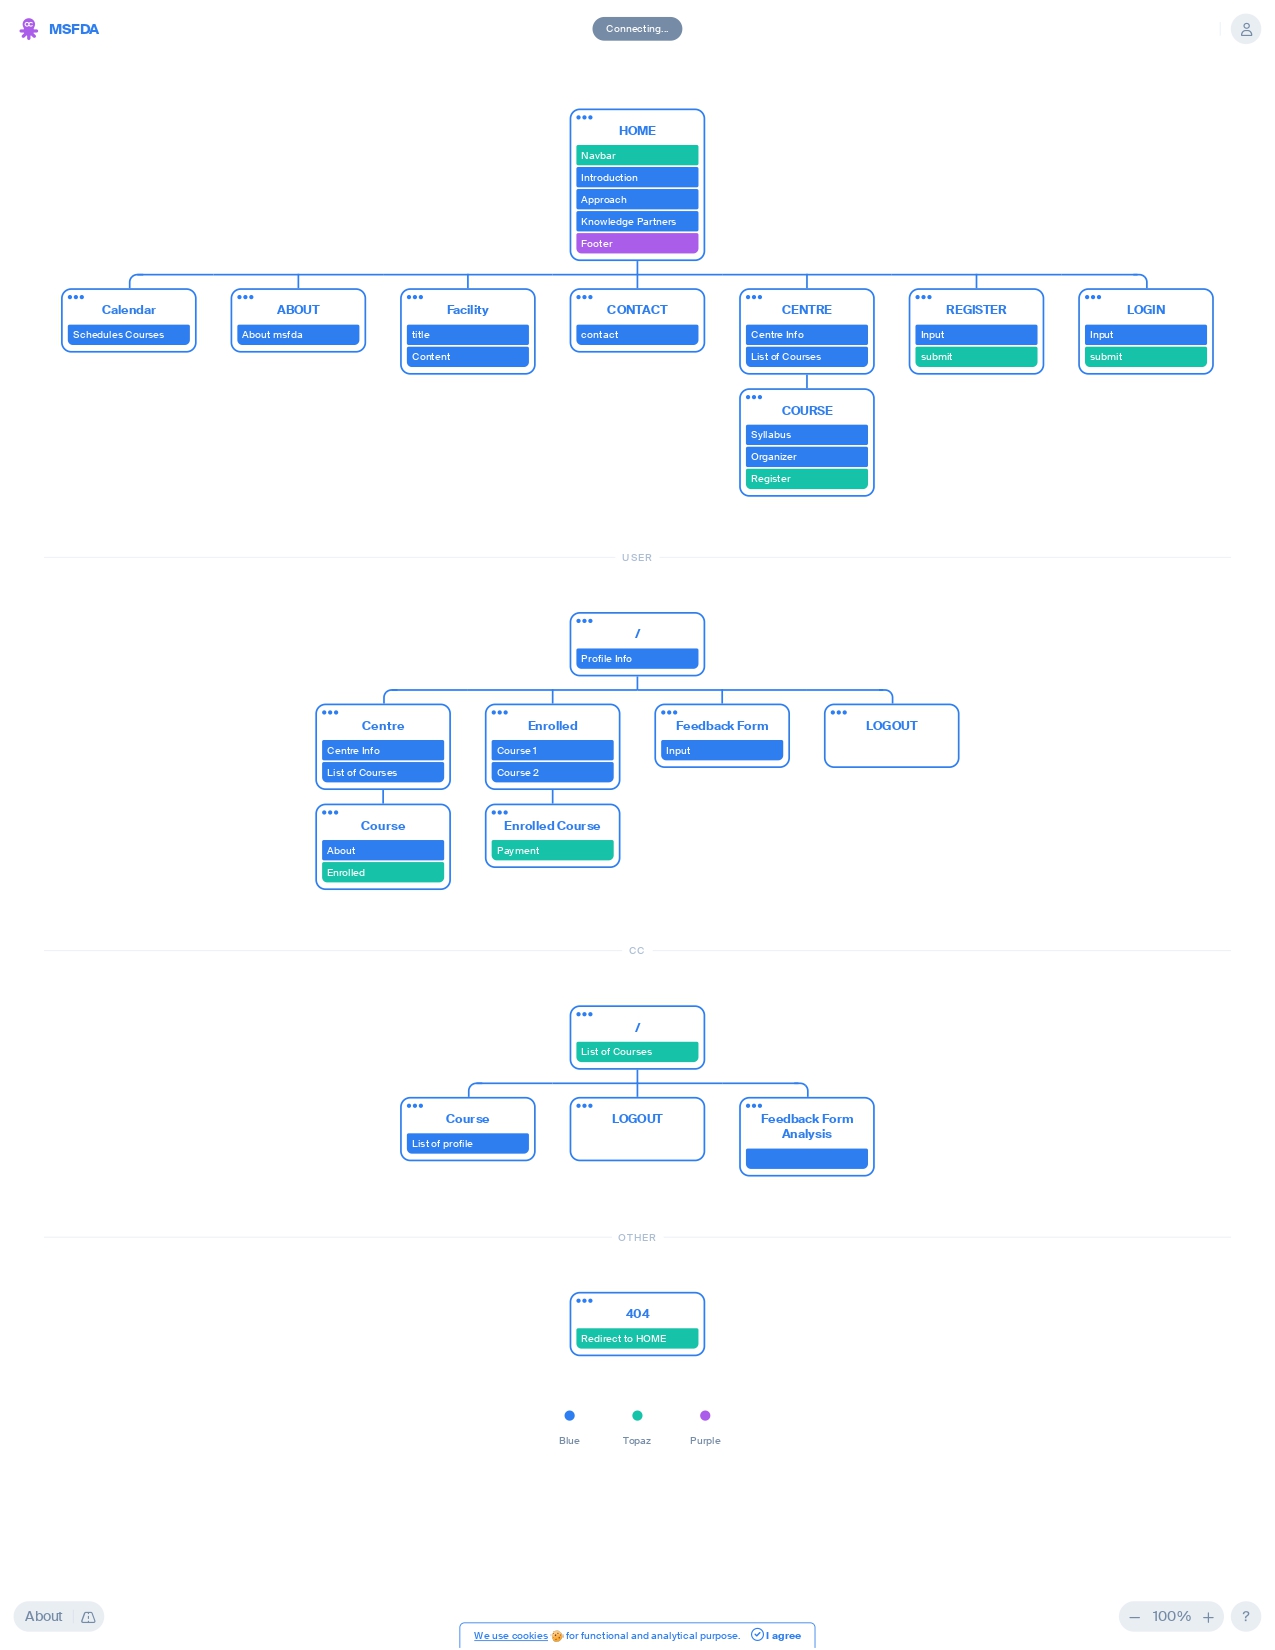 MSFDA
Connecting...
HOME
Navbar
Introduction
Approach
Knowledge Partners
Footer
Calendar
Schedules Courses
ABOUT
About msfda
Facility
title
Content
CONTACT
contact
CENTRE
Centre Info
List of Courses
REGISTER
Input
submit
LOGIN
Input
submit
COURSE
Syllabus
Organizer
Register
USER
/
Profile Info
Centre
Centre Info
List of Courses
Enrolled
Course 1
Course 2
Feedback Form
Input
LOGOUT
Course
About
Enrolled
Enrolled Course
Payment
CC
/
List of Courses
Course
List of profile
LOGOUT
Feedback Form
Analysis
OTHER
404
Redirect to HOME
Blue
Topaz
Purple
About
100%
?
We use cookies 🍪 for functional and analytical purpose. I agree